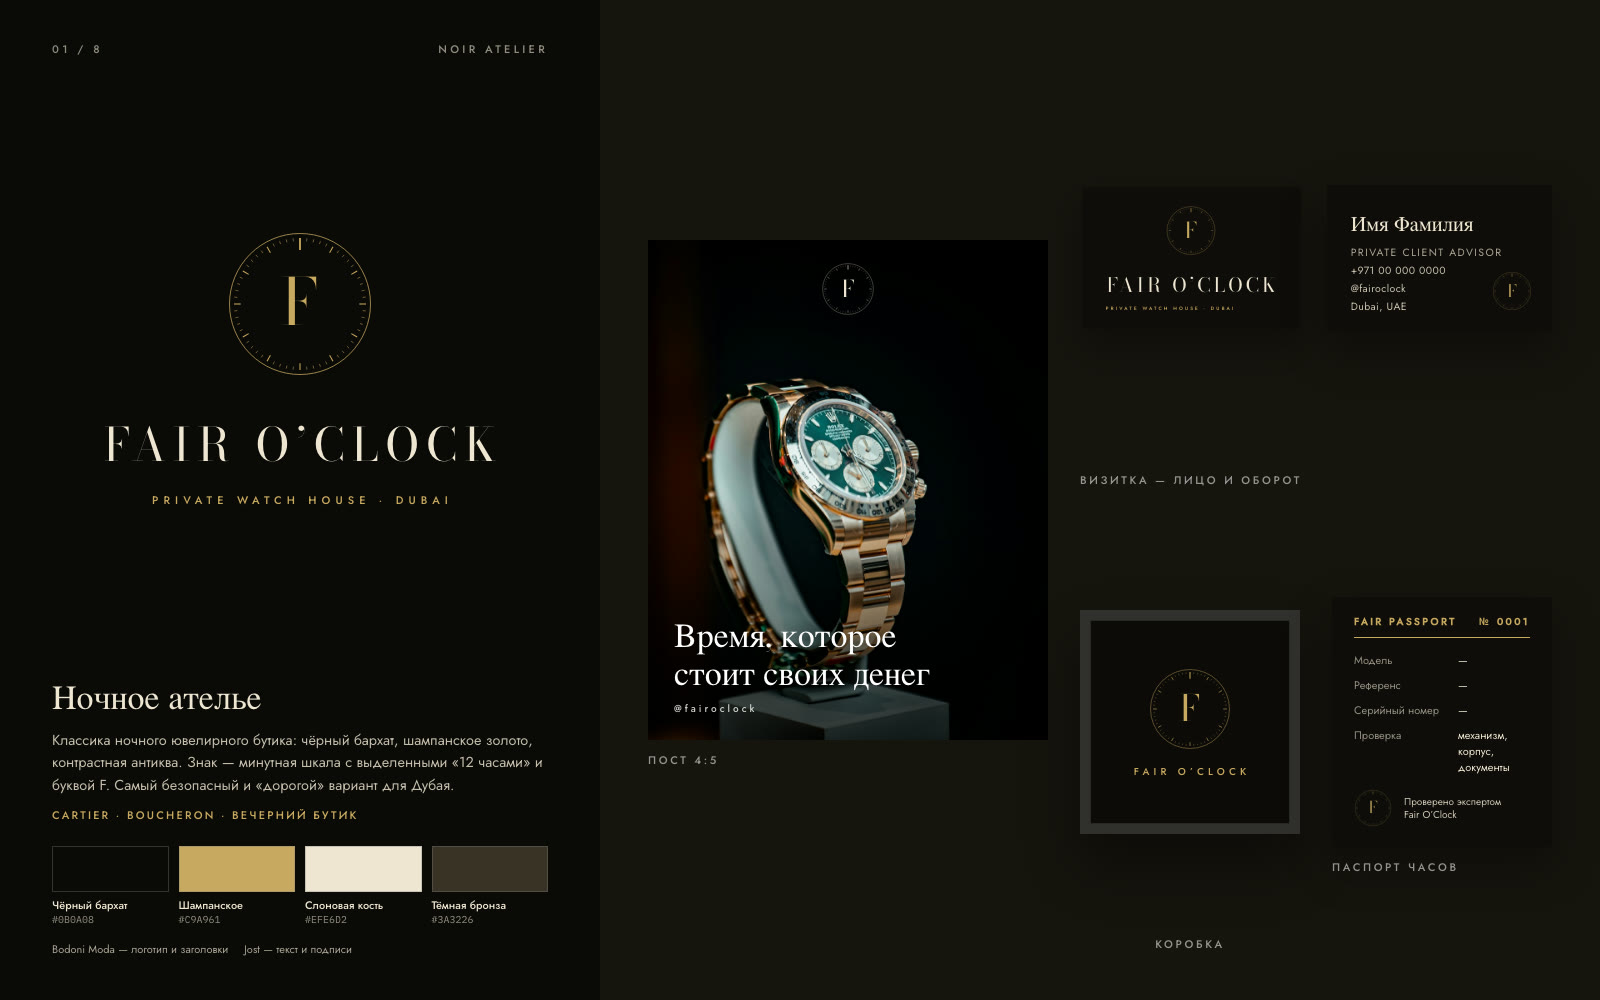 01 / 8
NOIR ATELIER
F
FAIR O’CLOCK
PRIVATE WATCH HOUSE · DUBAI
Ночное ателье
Классика ночного ювелирного бутика: чёрный бархат, шампанское золото,
контрастная антиква. Знак — минутная шкала с выделенными «12 часами» и
буквой F. Самый безопасный и «дорогой» вариант для Дубая.
CARTIER · BOUCHERON · ВЕЧЕРНИЙ БУТИК
Чёрный бархат
#0B0A08
Шампанское
#C9A961
Слоновая кость
#EFE6D2
Тёмная бронза
#3A3226
Bodoni Moda — логотип и заголовки
Jost — текст и подписи
F
ROLEX
Время, которое
стоит своих денег
@fairoclock
ПОСТ 4:5
F
FAIR O’CLOCK
PRIVATE WATCH HOUSE · DUBAI
Имя Фамилия
PRIVATE CLIENT ADVISOR
+971 00 000 0000
@fairoclock
Dubai, UAE
F
ВИЗИТКА — ЛИЦО И ОБОРОТ
F
FAIR O’CLOCK
КОРОБКА
FAIR PASSPORT
№ 0001
Модель —
Референс —
Серийный номер —
Проверка механизм,
корпус,
документы
F
Проверено экспертом
Fair O’Clock
ПАСПОРТ ЧАСОВ